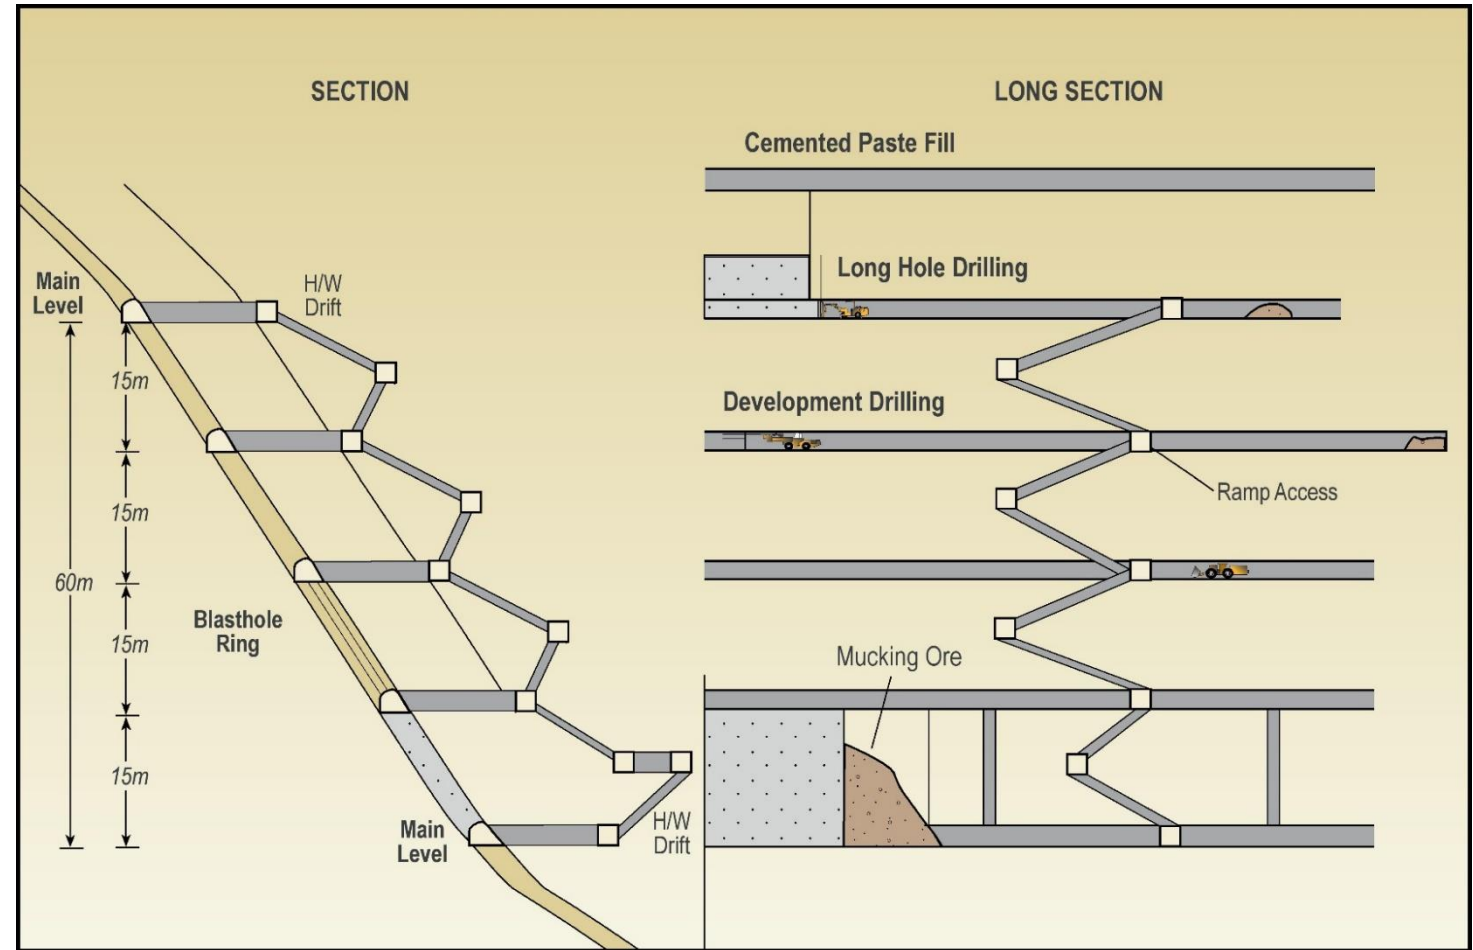 SECTION
LONG SECTION
Cemented Paste Fill
Main
Level
H/W
Drift
Long Hole Drilling
15m
Development Drilling
15m
Ramp Access
60m
Blasthole
Ring
15m
Mucking Ore
15m
Main
Level
H/W
Drift